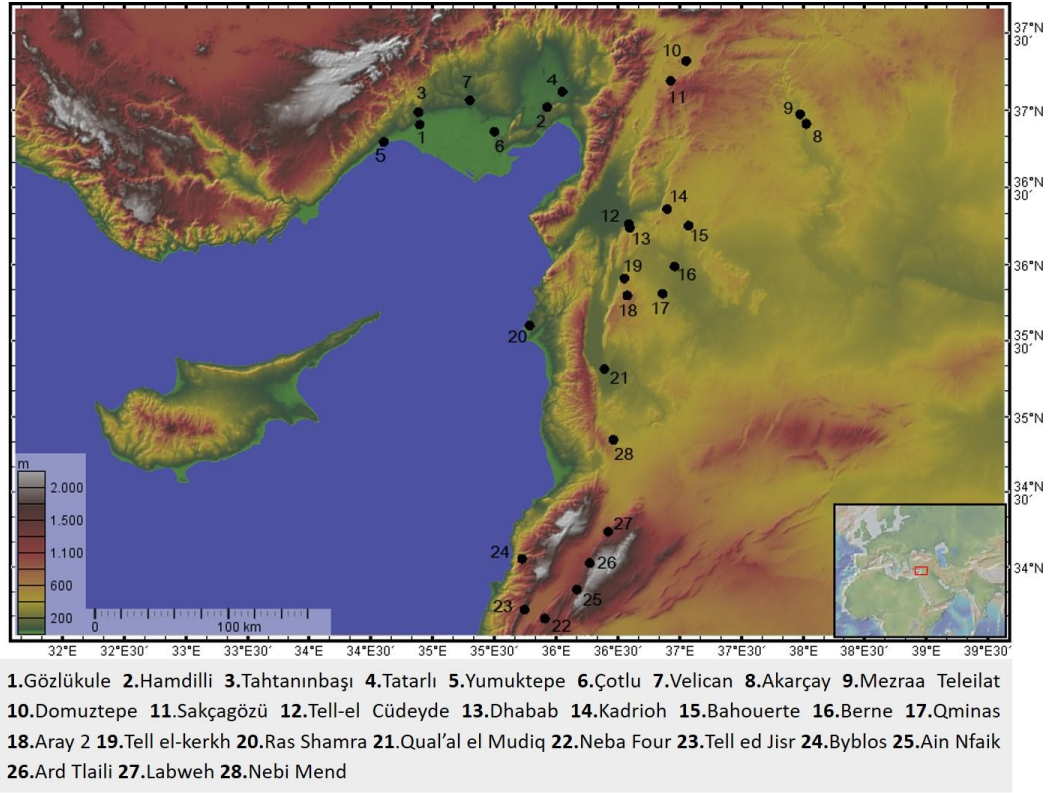 10
11
7
4
3
2
1
6
5
9
8
14
12
13
15
19
16
18
17
20
21
28
27
24
26
25
23
22
37°N
30'
37°N
36°N
30'
36°N
35°N
30'
35°N
34°N
30'
34°N
m
2.000
1.500
1.100
600
200
0 100 km
32°E 32°E30' 33°E 33°E30' 34°E 34°E30' 35°E 35°E30' 36°E 36°E30' 37°E 37°E30' 38°E 38°E30' 39°E 39°E30'
1.Gözlükule 2.Hamdilli 3.Tahtanınbaşı 4.Tatarlı 5.Yumuktepe 6.Çotlu 7.Velican 8.Akarçay 9.Mezraa Teleilat
10.Domuztepe 11.Sakçagözü 12.Tell-el Cüdeyde 13.Dhabab 14.Kadrioh 15.Bahouerte 16.Berne 17.Qminas
18.Aray 2 19.Tell el-kerkh 20.Ras Shamra 21.Qual'al el Mudiq 22.Neba Four 23.Tell ed Jisr 24.Byblos 25.Ain Nfaik
26.Ard Tlaili 27.Labweh 28.Nebi Mend